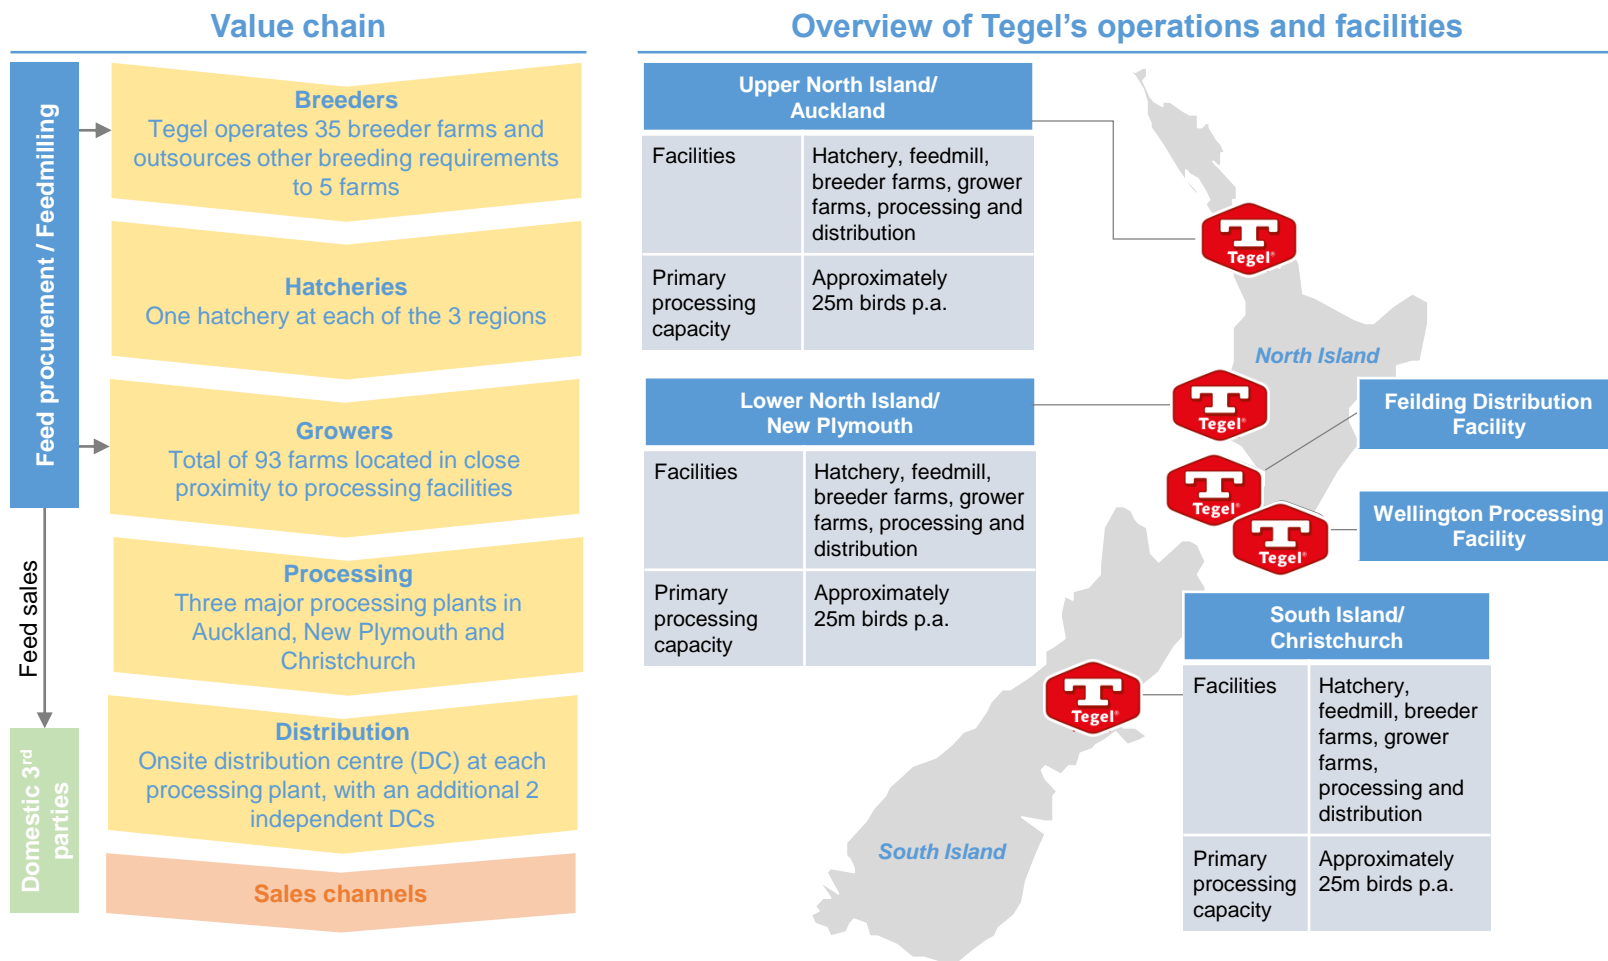 Value chain
Feed procurement / Feedmilling
Feed sales
Domestic 3rd
parties
Breeders
Tegel operates 35 breeder farms and
outsources other breeding requirements
to 5 farms
Hatcheries
One hatchery at each of the 3 regions
Growers
Total of 93 farms located in close
proximity to processing facilities
Processing
Three major processing plants in
Auckland, New Plymouth and
Christchurch
Distribution
Onsite distribution centre (DC) at each
processing plant, with an additional 2
independent DCs
Sales channels
Overview of Tegel's operations and facilities
Upper North Island/
Auckland
Facilities
Hatchery, feedmill,
breeder farms, grower
farms, processing and
distribution
Primary
processing
capacity
Approximately
25m birds p.a.
Lower North Island/
New Plymouth
Facilities
Hatchery, feedmill,
breeder farms, grower
farms, processing and
distribution
Primary
processing
capacity
Approximately
25m birds p.a.
T
Tegel®
North Island
T
Tegel®
Feilding Distribution
Facility
T
Tegel®
Wellington Processing
Facility
T
Tegel®
South Island/
Christchurch
Facilities
Hatchery,
feedmill, breeder
farms, grower
farms,
processing and
distribution
Primary
processing
capacity
Approximately
25m birds p.a.
T
Tegel®
South Island